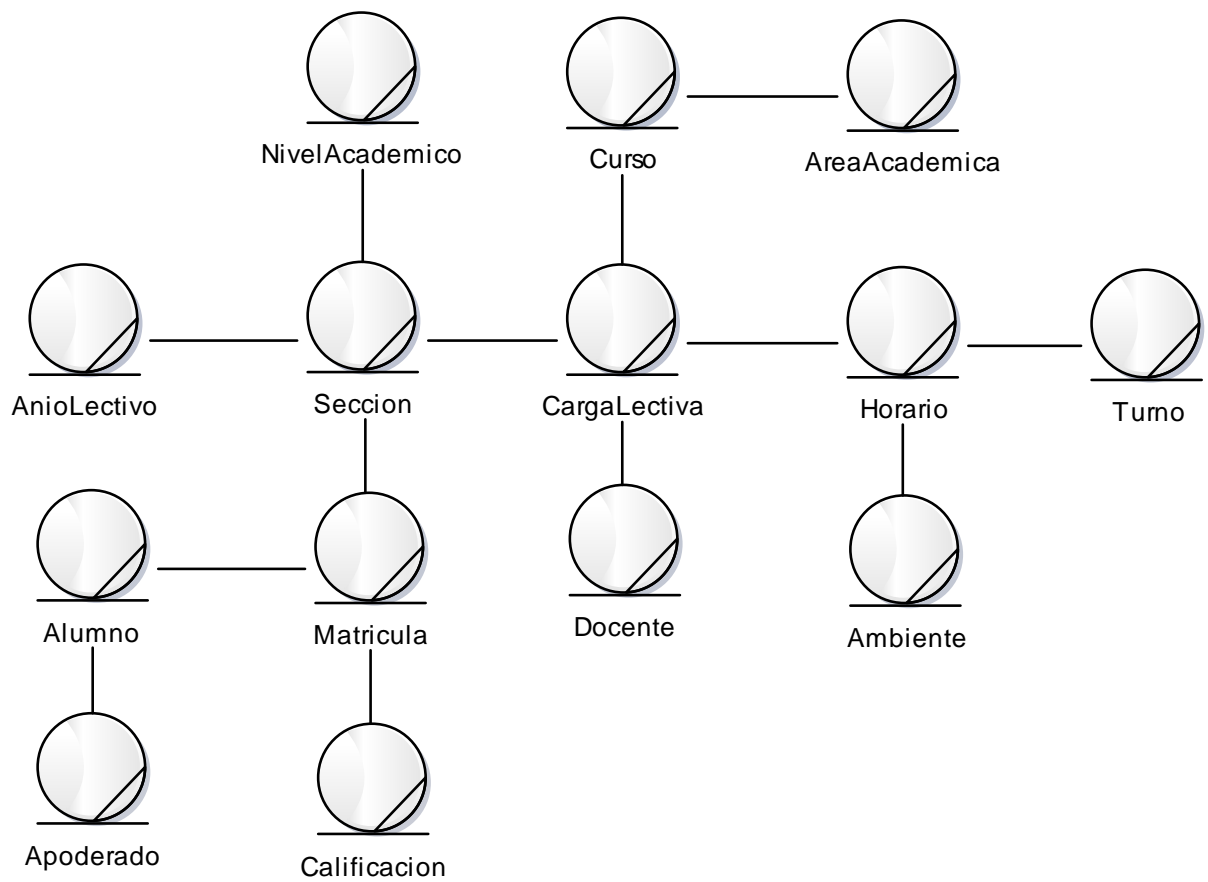 NivelAcademico
Curso
AreaAcademica
AnioLectivo
Seccion
CargaLectiva
Horario
Turno
Alumno
Matricula
Docente
Ambiente
Apoderado
Calificacion